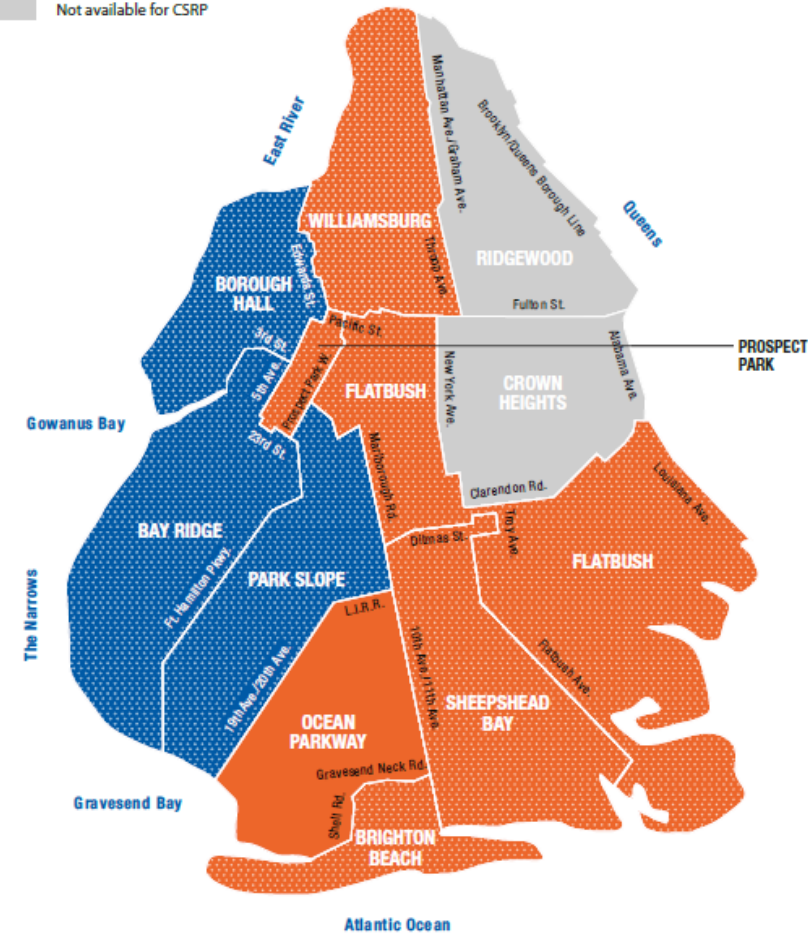 Not available for CSRP
East River
Manhattan Ave./Graham Ave.
Brooklyn/Queens Borough Line
Queens
WILLIAMSBURG
Throop Ave.
RIDGEWOOD
Edwards St.
BOROUGH
HALL
Fulton St.
Pacific St.
3rd St.
PROSPECT
PARK
5th Ave.
Prospect Park W
FLATBUSH
New York Ave.
CROWN
HEIGHTS
Alabama Ave.
Gowanus Bay
23rd St.
Marlborough Rd.
Clarendon Rd.
Louisiana Ave.
BAY RIDGE
Ditmas St.
Troy Ave.
FLATBUSH
PARK SLOPE
Ft. Hamilton Pkwy.
The Narrows
L.I.R.R.
10th Ave./11th Ave.
Flatbush Ave.
19th Ave./20th Ave.
SHEEPSHEAD
BAY
OCEAN
PARKWAY
Gravesend Neck Rd.
Gravesend Bay
Shell Rd.
BRIGHTON
BEACH
Atlantic Ocean